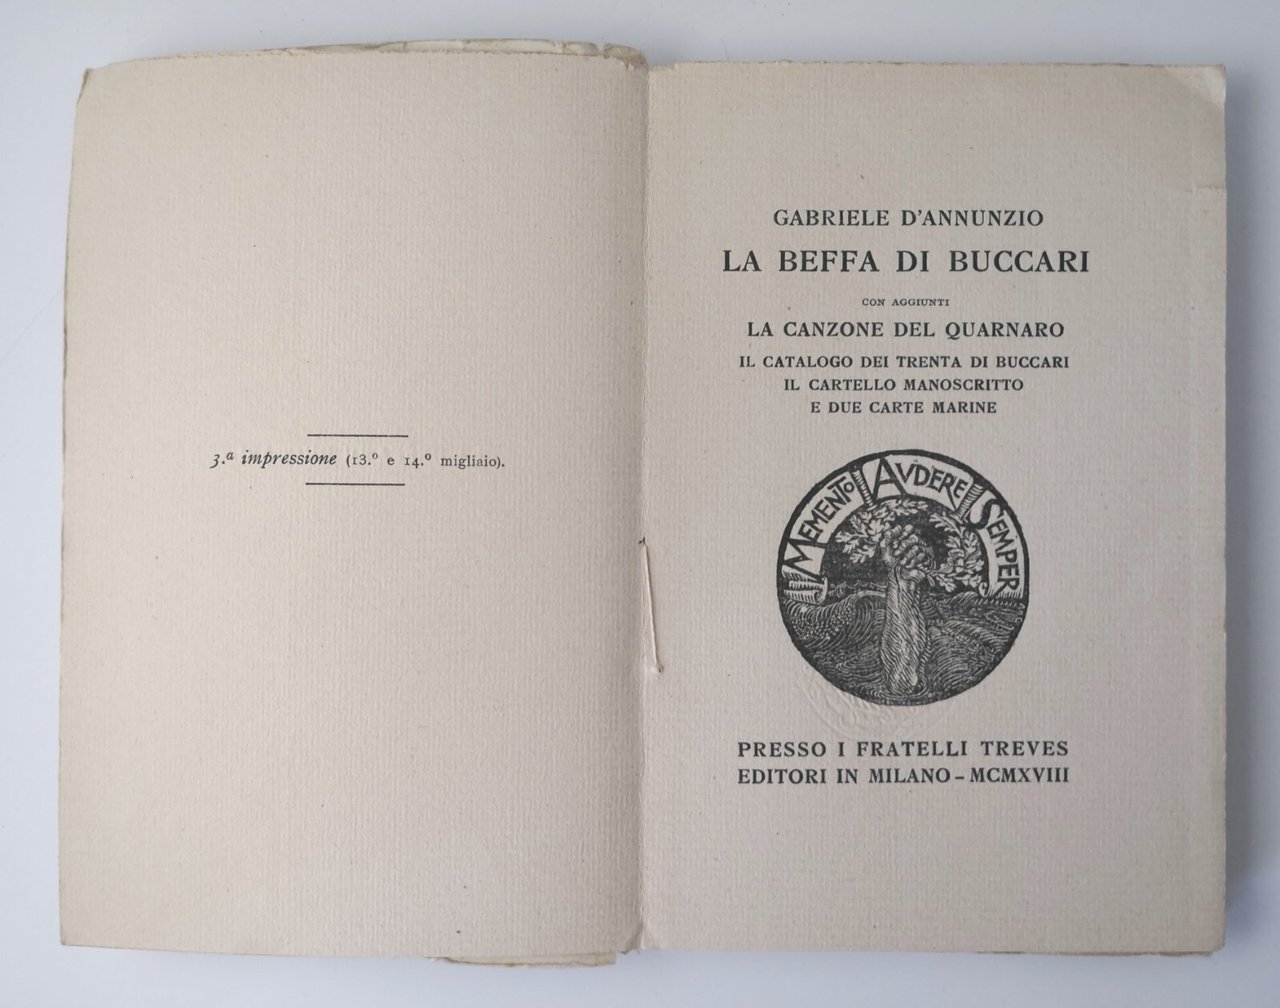 3.ª impressione (13.º e 14.º migliaio).
GABRIELE D'ANNUNZIO
LA BEFFA DI BUCCARI
CON AGGIUNTI
LA CANZONE DEL QUARNARO
IL CATALOGO DEI TRENTA DI BUCCARI
IL CARTELLO MANOSCRITTO
E DUE CARTE MARINE
MEMENTO AVDERE SEMPER
PRESSO I FRATELLI TREVES
EDITORI IN MILANO – MCMXVIII